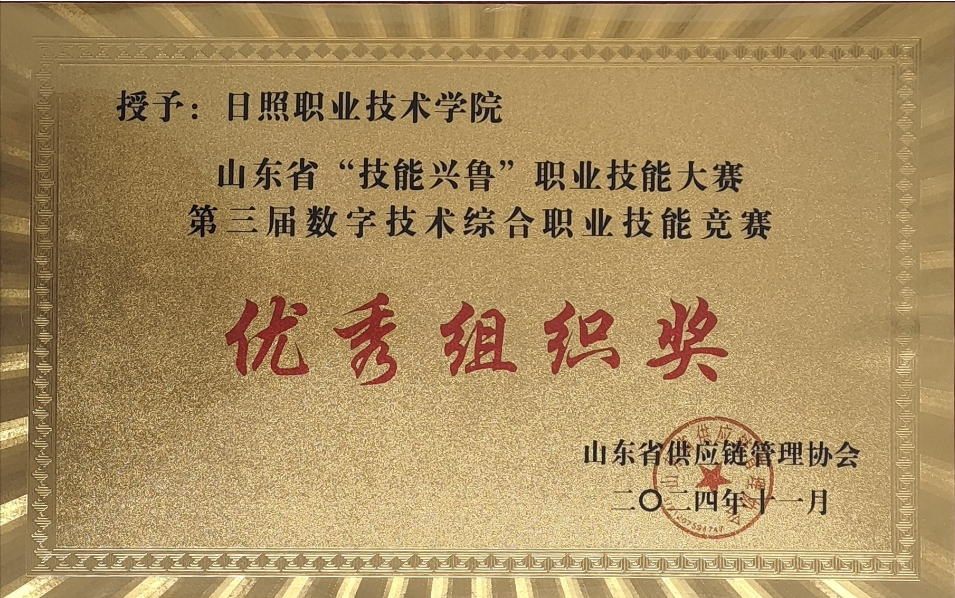 授予：日照职业技术学院
山东省“技能兴鲁”职业技能大赛
第三届数字技术综合职业技能竞赛
优秀组织奖
山东省供应链管理协会
二〇二四年十一月